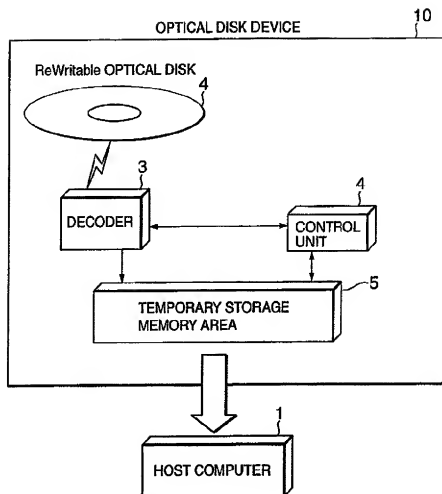 10
OPTICAL DISK DEVICE
ReWritable OPTICAL DISK
4
3
DECODER
4
CONTROL
UNIT
5
TEMPORARY STORAGE
MEMORY AREA
1
HOST COMPUTER